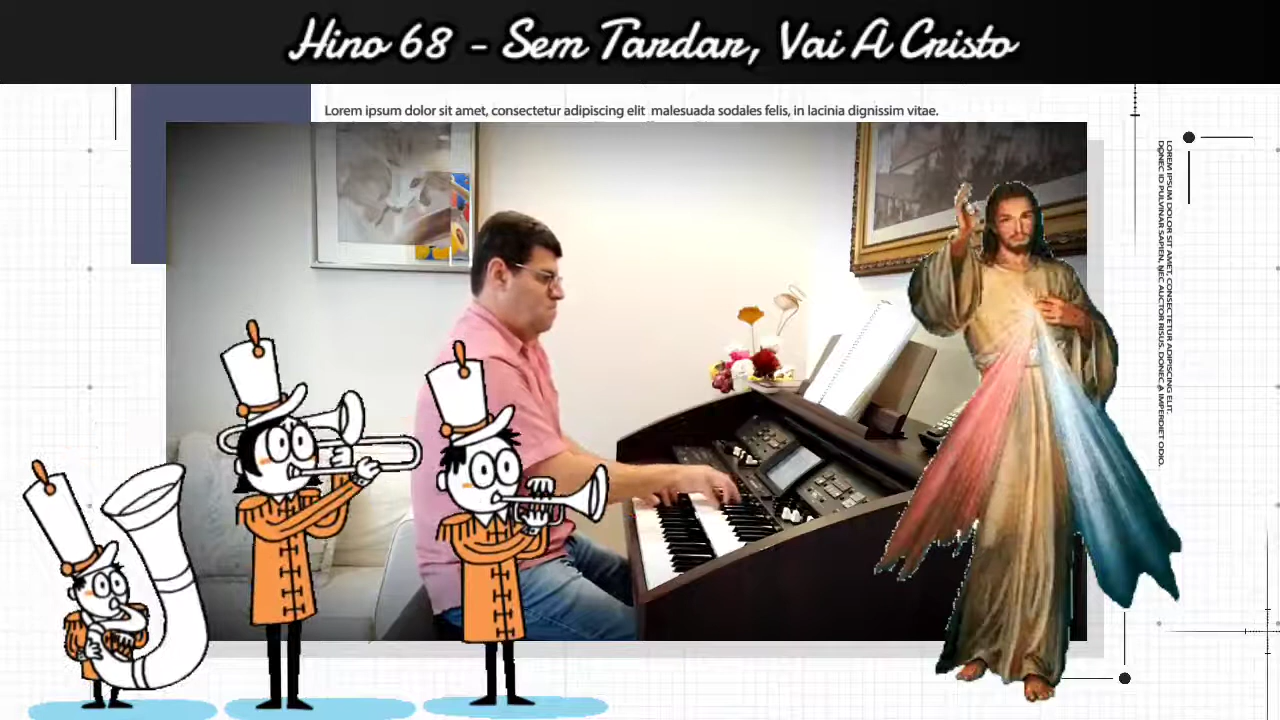 Hino 68 - Sem Tardar, Vai A Cristo
Lorem ipsum dolor sit amet, consectetur adipiscing elit  malesuada sodales felis, in lacinia dignissim vitae.
LOREM IPSUM DOLOR SIT AMET, CONSECTETUR ADIPISCING ELIT.
DONEC ID PULVINAR SAPIEN, NEC AUCTOR RISUS. DONEC A IMPERDIET ODIO.